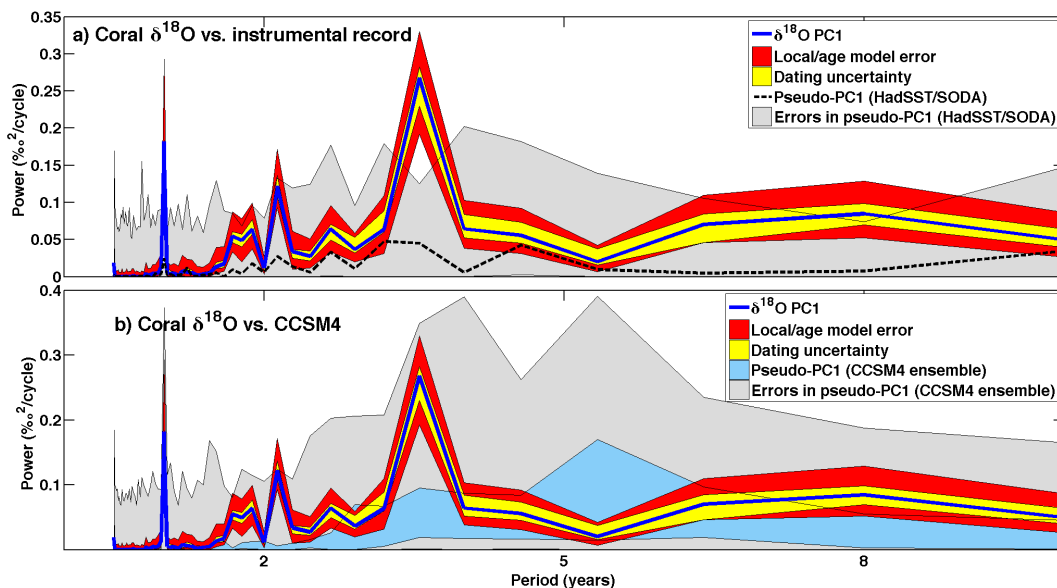 a) Coral δ¹⁸O vs. instrumental record
Power (‰²/cycle)
0.35
0.3
0.25
0.2
0.15
0.1
0.05
0
δ¹⁸O PC1
Local/age model error
Dating uncertainty
Pseudo-PC1 (HadSST/SODA)
Errors in pseudo-PC1 (HadSST/SODA)
2
5
8
b) Coral δ¹⁸O vs. CCSM4
Power (‰²/cycle)
0.4
0.3
0.2
0.1
δ¹⁸O PC1
Local/age model error
Dating uncertainty
Pseudo-PC1 (CCSM4 ensemble)
Errors in pseudo-PC1 (CCSM4 ensemble)
2
5
8
Period (years)